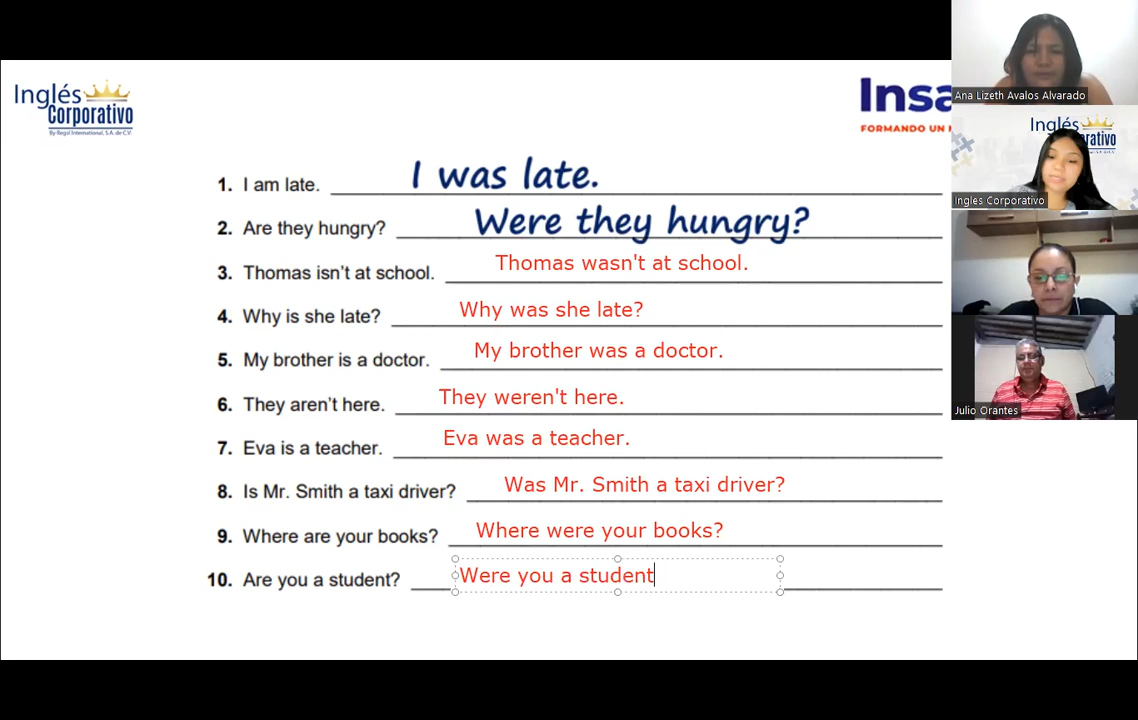 Inglés
Corporativo
By Regal International, S.A. de C.V.
Insa
FORMANDO UN
1. I am late. I was late.
2. Are they hungry? Were they hungry?
3. Thomas isn't at school. Thomas wasn't at school.
4. Why is she late? Why was she late?
5. My brother is a doctor. My brother was a doctor.
6. They aren't here. They weren't here.
7. Eva is a teacher. Eva was a teacher.
8. Is Mr. Smith a taxi driver? Was Mr. Smith a taxi driver?
9. Where are your books? Where were your books?
10. Are you a student? Were you a student
Ana Lizeth Avalos Alvarado
Inglés
Ingles Corporativo
Julio Orantes